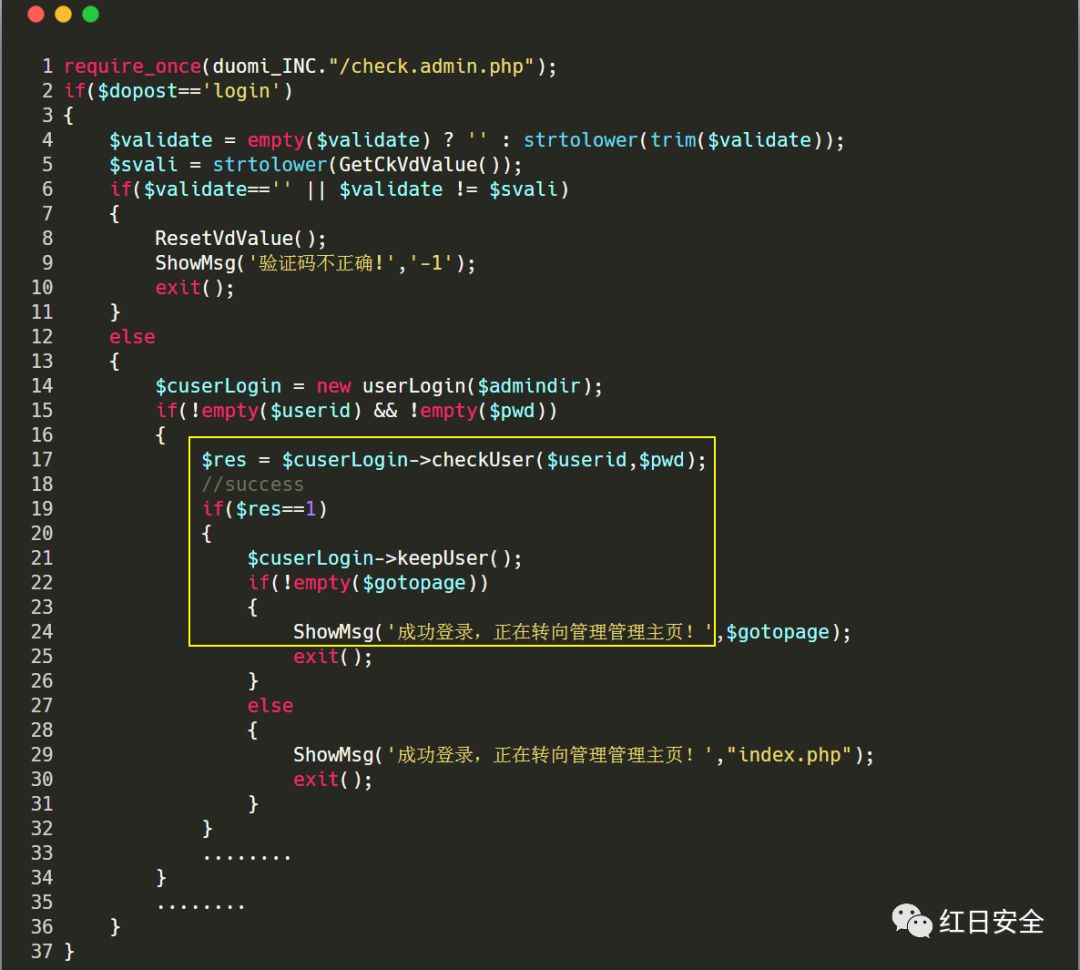 1 require_once(duomi_INC."/check.admin.php");
2 if($dopost=='login')
3 {
4     $validate = empty($validate) ? '' : strtolower(trim($validate));
5     $svali = strtolower(GetCkVdValue());
6     if($validate=='' || $validate != $svali)
7     {
8         ResetVdValue();
9         ShowMsg('验证码不正确!','-1');
10         exit();
11     }
12     else
13     {
14         $cuserLogin = new userLogin($admindir);
15         if(!empty($userid) && !empty($pwd))
16         {
17             $res = $cuserLogin->checkUser($userid,$pwd);
18             //success
19             if($res==1)
20             {
21                 $cuserLogin->keepUser();
22                 if(!empty($gotopage))
23                 {
24                     ShowMsg('成功登录，正在转向管理管理主页！',$gotopage);
25                     exit();
26                 }
27                 else
28                 {
29                     ShowMsg('成功登录，正在转向管理管理主页！',"index.php");
30                     exit();
31                 }
32             }
33             ........
34         }
35         ........
36     }
37 }
红日安全